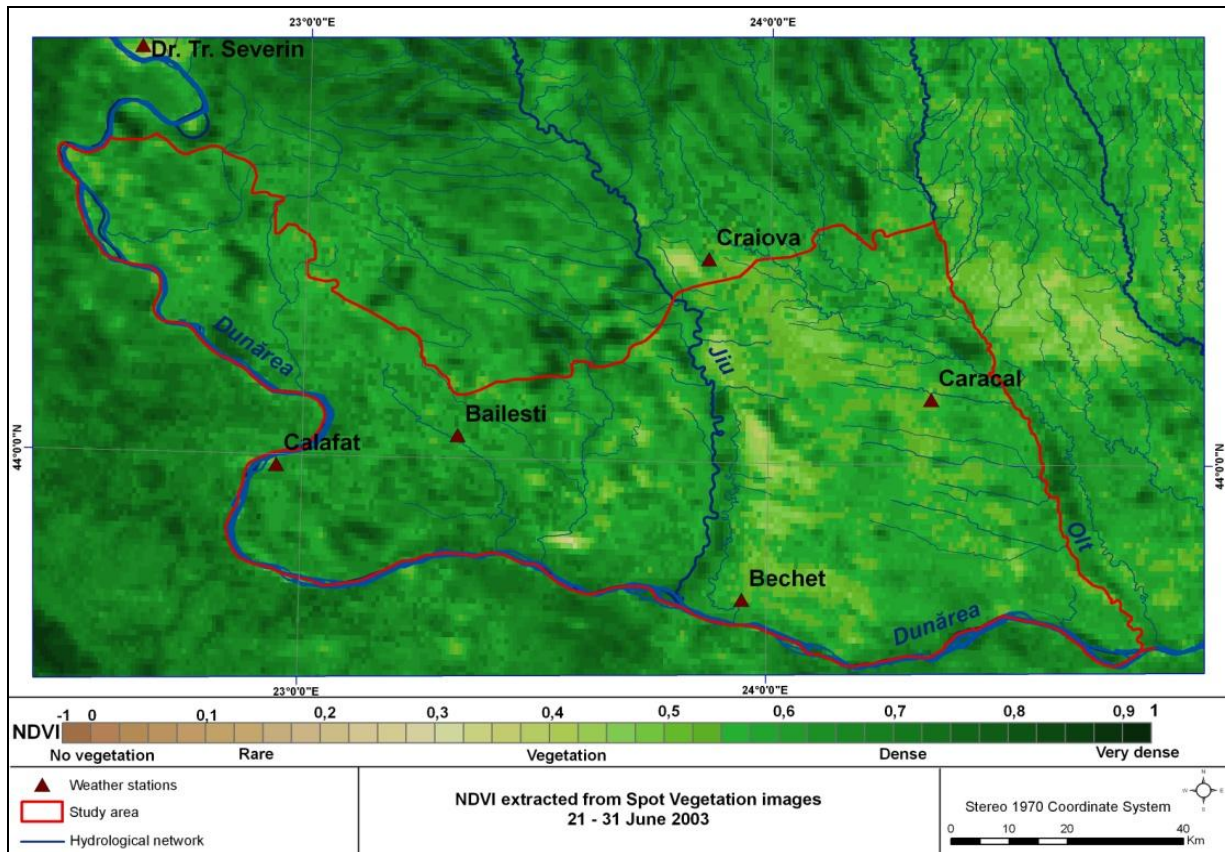 23°0'0"E 24°0'0"E
Dr. Tr. Severin
Craiova
Dunărea
Jiu
Caracal
Bailesti
Calafat
44°0'0"N 44°0'0"N
Olt
Bechet
Dunărea
23°0'0"E 24°0'0"E
-1 0 0,1 0,2 0,3 0,4 0,5 0,6 0,7 0,8 0,9 1
NDVI
No vegetation Rare Vegetation Dense Very dense
Weather stations
Study area
Hydrological network
NDVI extracted from Spot Vegetation images
21 - 31 June 2003
N
W E
S
Stereo 1970 Coordinate System
0 10 20 40
Km